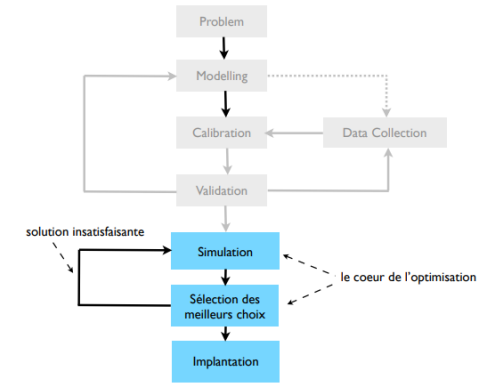 Problem
Modelling
Calibration
Data Collection
Validation
solution insatisfaisante
Simulation
le coeur de l'optimisation
Sélection des
meilleurs choix
Implantation